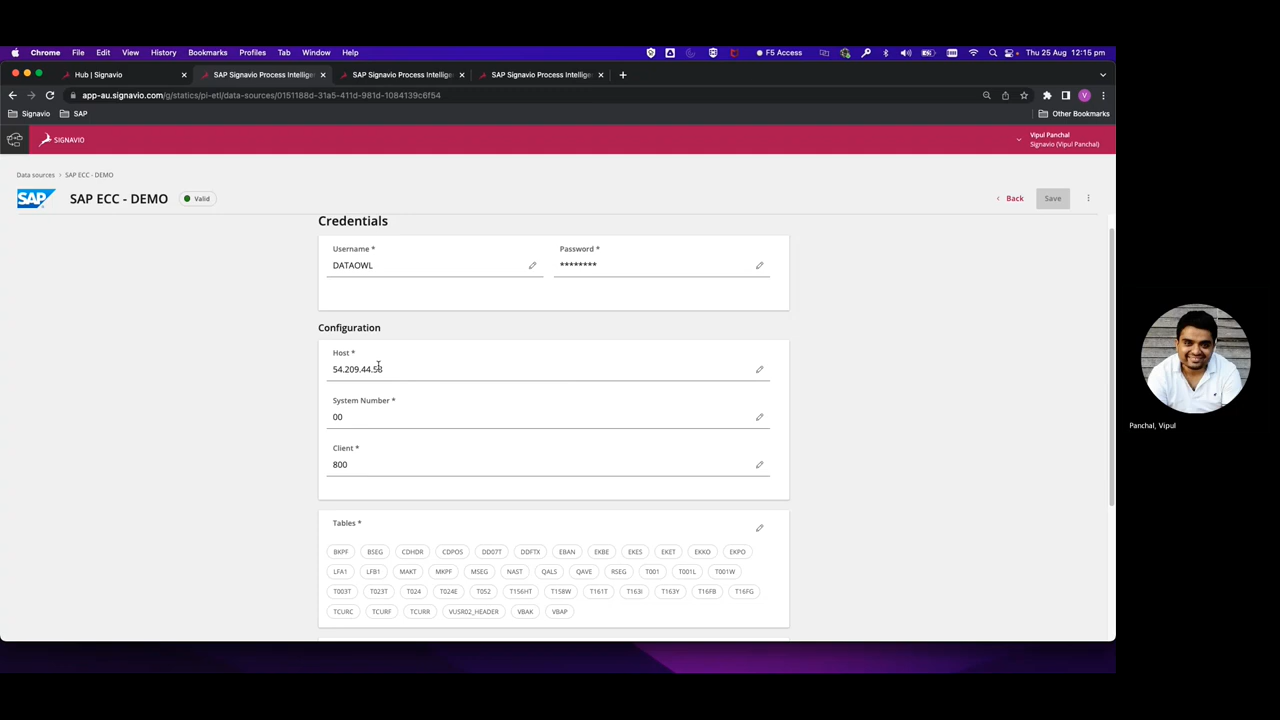 Chrome File Edit View History Bookmarks Profiles Tab Window Help F5 Access Thu 25 Aug 12:15 pm
Hub | Signavio SAP Signavio Process Intellige SAP Signavio Process Intellige SAP Signavio Process Intellige
app-au.signavio.com/g/statics/pi-etl/data-sources/0151188d-31a5-411d-981d-1084139c6f54
Signavio SAP Other Bookmarks
SIGNAVIO
Vipul Panchal
Signavio (Vipul Panchal)
Data sources > SAP ECC - DEMO
SAP SAP ECC - DEMO Valid Back Save
Credentials
Username * Password *
DATAOWL ********
Configuration
Host *
54.209.44.58
System Number *
00
Client *
800
Tables *
BKPF BSEG CDHDR CDPOS DD07T DDFTX EBAN EKBE EKES EKET EKKO EKPO
LFA1 LFB1 MAKT MKPF MSEG NAST QALS QAVE RSEG T001 T001L T001W
T003T T023T T024 T024E T052 T156HT T158W T161T T163I T163Y T16FB T16FG
TCURC TCURF TCURR VUSR02_HEADER VBAK VBAP
Panchal, Vipul